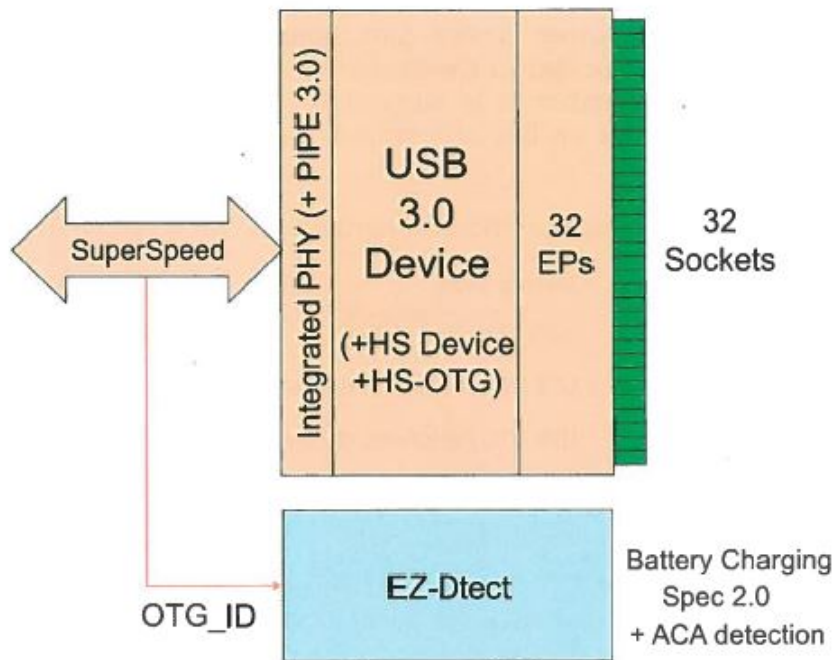 SuperSpeed
Integrated PHY (+ PIPE 3.0)
USB
3.0
Device
(+HS Device
+HS-OTG)
32
EPs
32
Sockets
OTG_ID
EZ-Dtect
Battery Charging
Spec 2.0
+ ACA detection